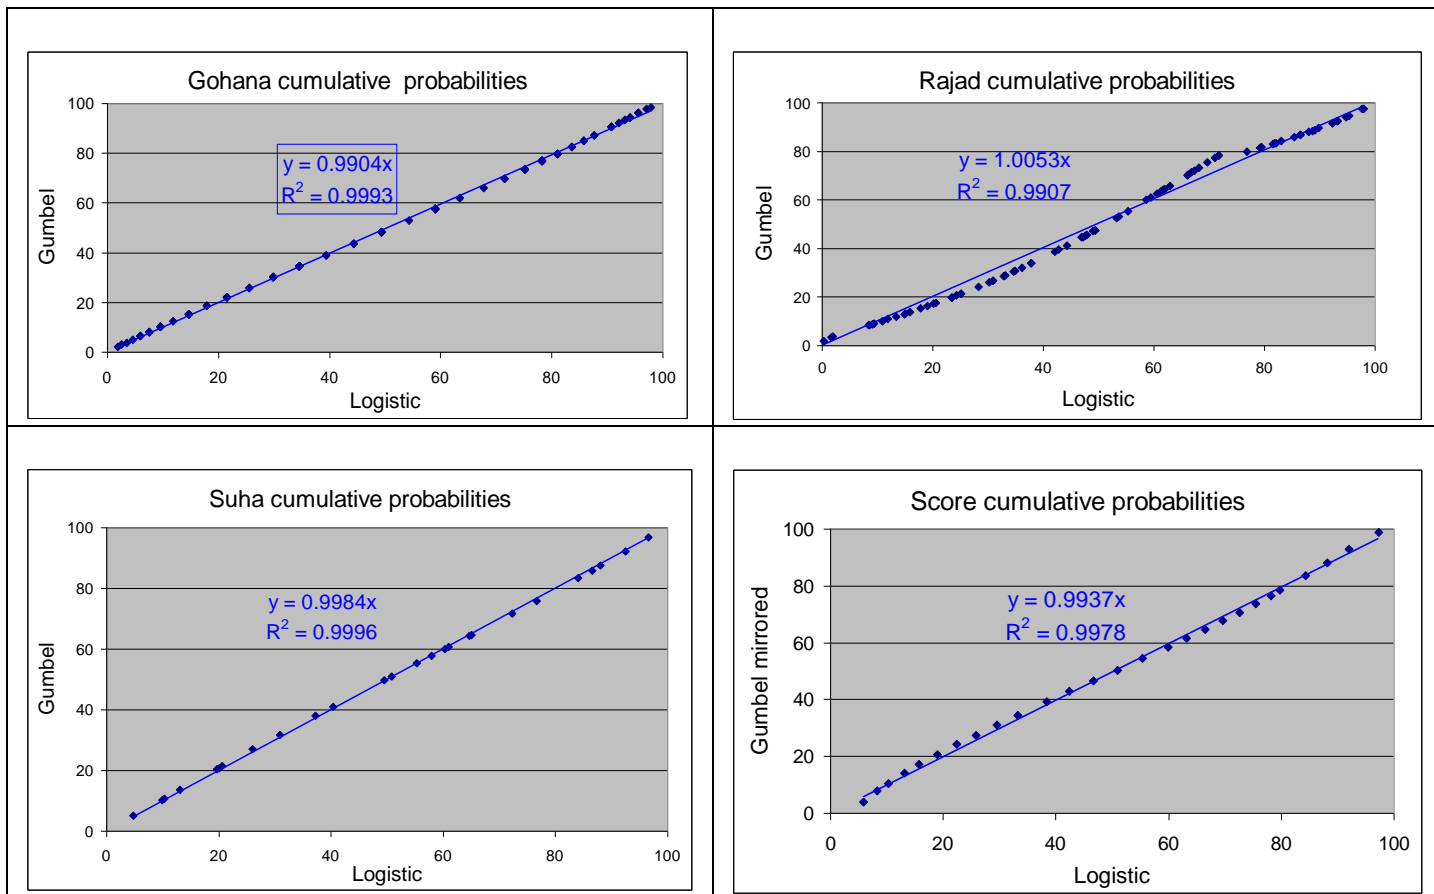 Gohana cumulative  probabilities
100
80
60
40
20
0
Gumbel
y = 0.9904x
R² = 0.9993
0 20 40 60 80 100
Logistic
Rajad cumulative probabilities
100
80
60
40
20
0
Gumbel
y = 1.0053x
R² = 0.9907
0 20 40 60 80 100
Logistic
Suha cumulative probabilities
100
80
60
40
20
0
Gumbel
y = 0.9984x
R² = 0.9996
0 20 40 60 80 100
Logistic
Score cumulative probabilities
100
80
60
40
20
0
Gumbel mirrored
y = 0.9937x
R² = 0.9978
0 20 40 60 80 100
Logistic